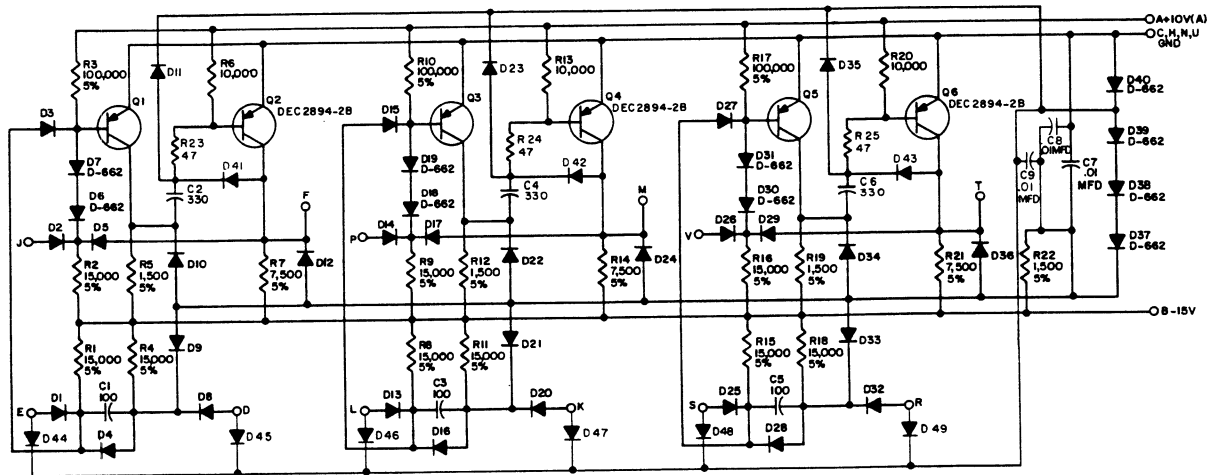 A+10V(A)
C,H,N,U
GND
R3
100,000
5%
D11
R6
10,000
R10
100,000
5%
D23
R13
10,000
R17
100,000
5%
D35
R20
10,000
D3
Q1
Q2
DEC2894-2B
D15
Q3
Q4
DEC2894-2B
D27
Q5
Q6
DEC2894-2B
D40
D-662
D7
D-662
R23
47
D41
D19
D-662
R24
47
D42
D31
D-662
R25
47
D43
C8
.01MFD
C9
.01
MFD
C7
.01
MFD
D39
D-662
D6
D-662
C2
330
F
D18
D-662
C4
330
M
D30
D-662
C6
330
T
D38
D-662
J
D2
D5
P
D14
D17
V
D26
D29
D37
D-662
R2
15,000
5%
R5
1,500
5%
D10
R7
7,500
5%
D12
R9
15,000
5%
R12
1,500
5%
D22
R14
7,500
5%
D24
R16
15,000
5%
R19
1,500
5%
D34
R21
7,500
5%
D36
R22
1,500
5%
B-15V
R1
15,000
5%
R4
15,000
5%
D9
R8
15,000
5%
R11
15,000
5%
D21
R15
15,000
5%
R18
15,000
5%
D33
E
D1
C1
100
D8
D
L
D13
C3
100
D20
K
S
D25
C5
100
D32
R
D44
D4
D45
D46
D16
D47
D48
D28
D49